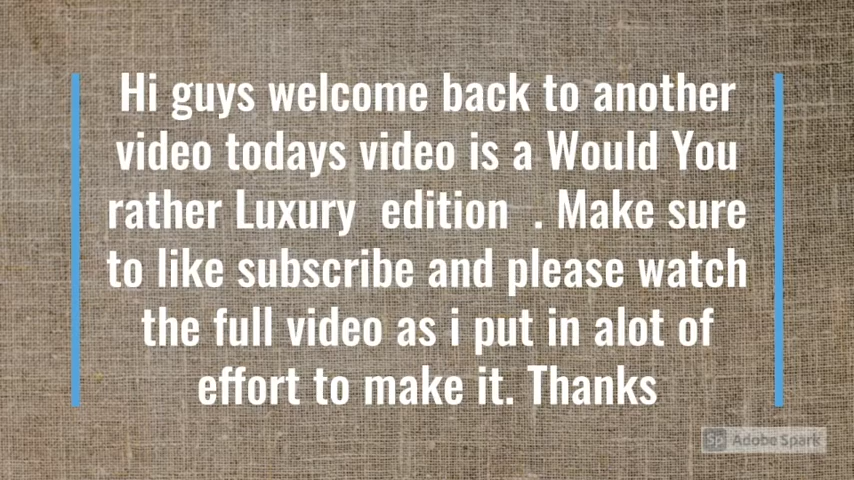 Hi guys welcome back to another
video todays video is a Would You
rather Luxury  edition  . Make sure
to like subscribe and please watch
the full video as i put in alot of
effort to make it. Thanks
Sp Adobe Spark